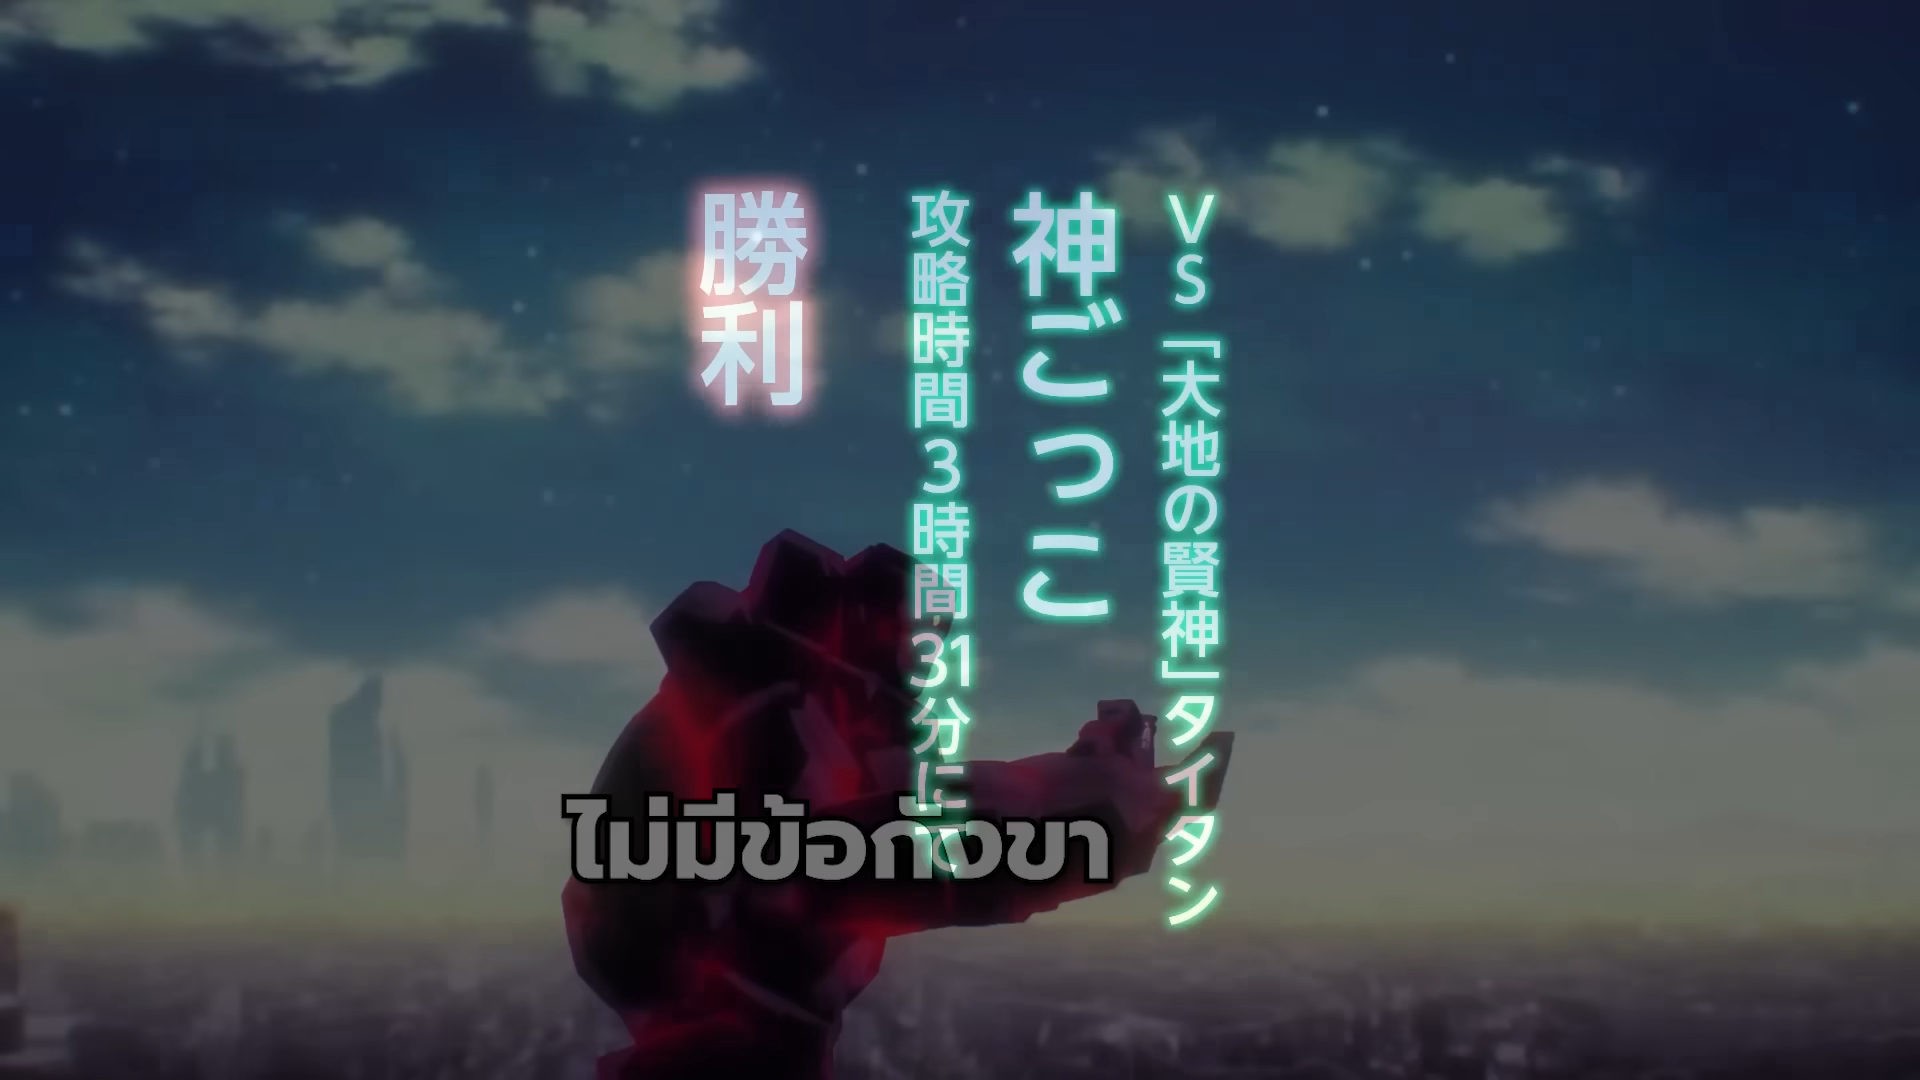 VS「大地の賢神」タイタン
神ごっこ
攻略時間3時間31分にて
勝利
ไม่มีข้อกังขา